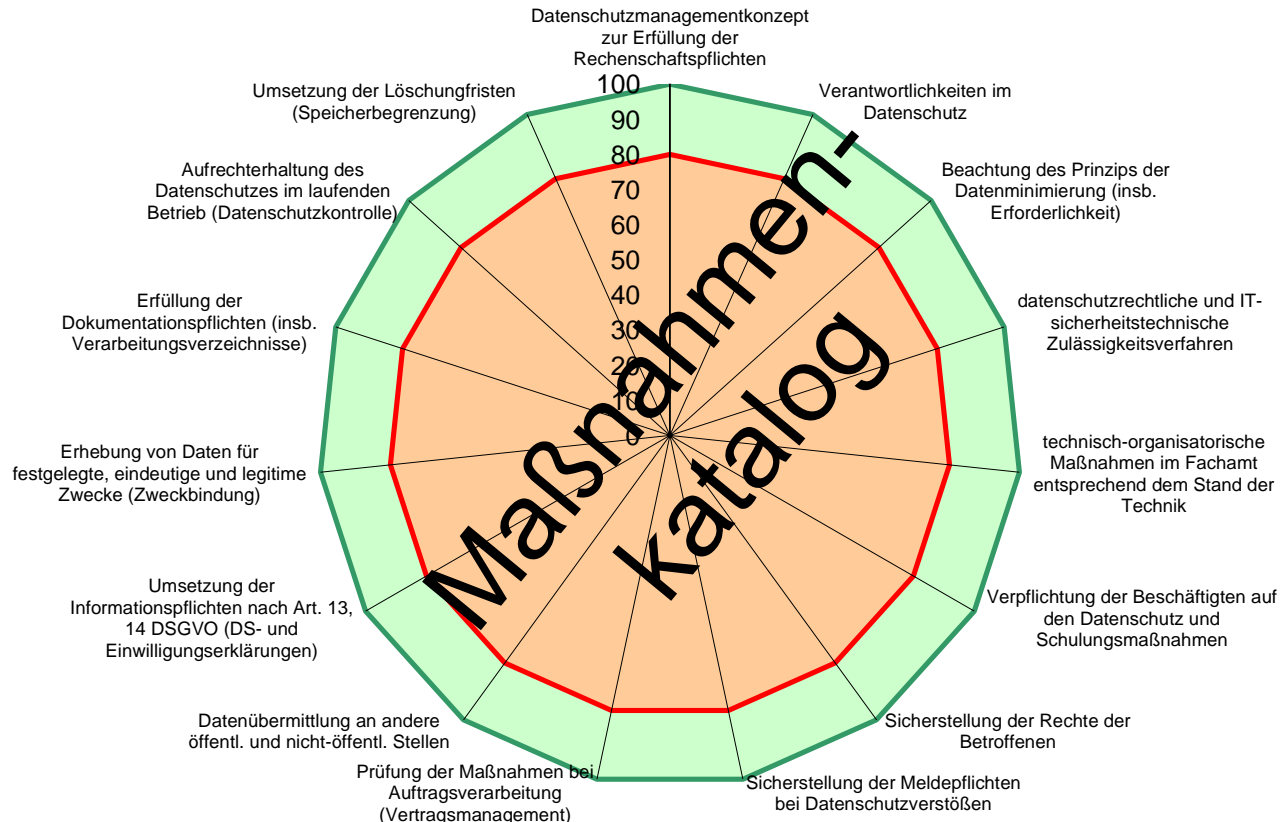 Datenschutzmanagementkonzept
zur Erfüllung der
Rechenschaftspflichten
Verantwortlichkeiten im
Datenschutz
Beachtung des Prinzips der
Datenminimierung (insb.
Erforderlichkeit)
datenschutzrechtliche und IT-
sicherheitstechnische
Zulässigkeitsverfahren
technisch-organisatorische
Maßnahmen im Fachamt
entsprechend dem Stand der
Technik
Verpflichtung der Beschäftigten auf
den Datenschutz und
Schulungsmaßnahmen
Sicherstellung der Rechte der
Betroffenen
Sicherstellung der Meldepflichten
bei Datenschutzverstößen
Prüfung der Maßnahmen bei
Auftragsverarbeitung
(Vertragsmanagement)
Datenübermittlung an andere
öffentl. und nicht-öffentl. Stellen
Umsetzung der
Informationspflichten nach Art. 13,
14 DSGVO (DS- und
Einwilligungserklärungen)
Erhebung von Daten für
festgelegte, eindeutige und legitime
Zwecke (Zweckbindung)
Erfüllung der
Dokumentationspflichten (insb.
Verarbeitungsverzeichnisse)
Aufrechterhaltung des
Datenschutzes im laufenden
Betrieb (Datenschutzkontrolle)
Umsetzung der Löschungfristen
(Speicherbegrenzung)
100
90
80
70
60
50
40
30
20
10
0
Maßnahmen-
katalog